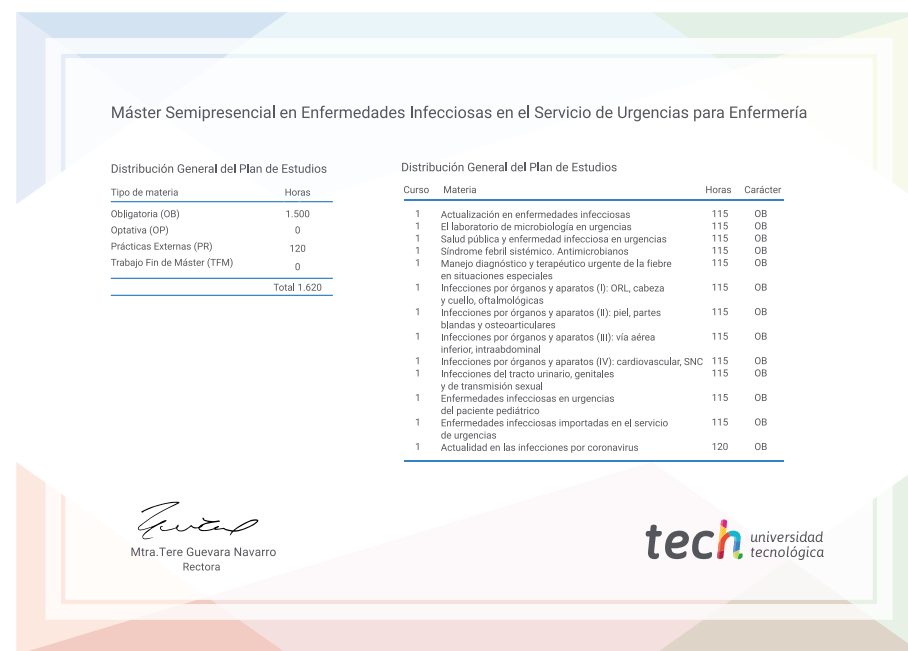 Máster Semipresencial en Enfermedades Infecciosas en el Servicio de Urgencias para Enfermería
Distribución General del Plan de Estudios
Tipo de materia Horas
Obligatoria (OB) 1.500
Optativa (OP) 0
Prácticas Externas (PR) 120
Trabajo Fin de Máster (TFM) 0
Total 1.620
Distribución General del Plan de Estudios
Curso Materia Horas Carácter
1 Actualización en enfermedades infecciosas 115 OB
1 El laboratorio de microbiología en urgencias 115 OB
1 Salud pública y enfermedad infecciosa en urgencias 115 OB
1 Síndrome febril sistémico. Antimicrobianos 115 OB
1 Manejo diagnóstico y terapéutico urgente de la fiebre 115 OB
en situaciones especiales
1 Infecciones por órganos y aparatos (I): ORL, cabeza 115 OB
y cuello, oftalmológicas
1 Infecciones por órganos y aparatos (II): piel, partes 115 OB
blandas y osteoarticulares
1 Infecciones por órganos y aparatos (III): vía aérea 115 OB
inferior, intraabdominal
1 Infecciones por órganos y aparatos (IV): cardiovascular, SNC 115 OB
1 Infecciones del tracto urinario, genitales 115 OB
y de transmisión sexual
1 Enfermedades infecciosas en urgencias 115 OB
del paciente pediátrico
1 Enfermedades infecciosas importadas en el servicio 115 OB
de urgencias
1 Actualidad en las infecciones por coronavirus 120 OB
Mtra.Tere Guevara Navarro
Rectora
tech universidad
tecnológica